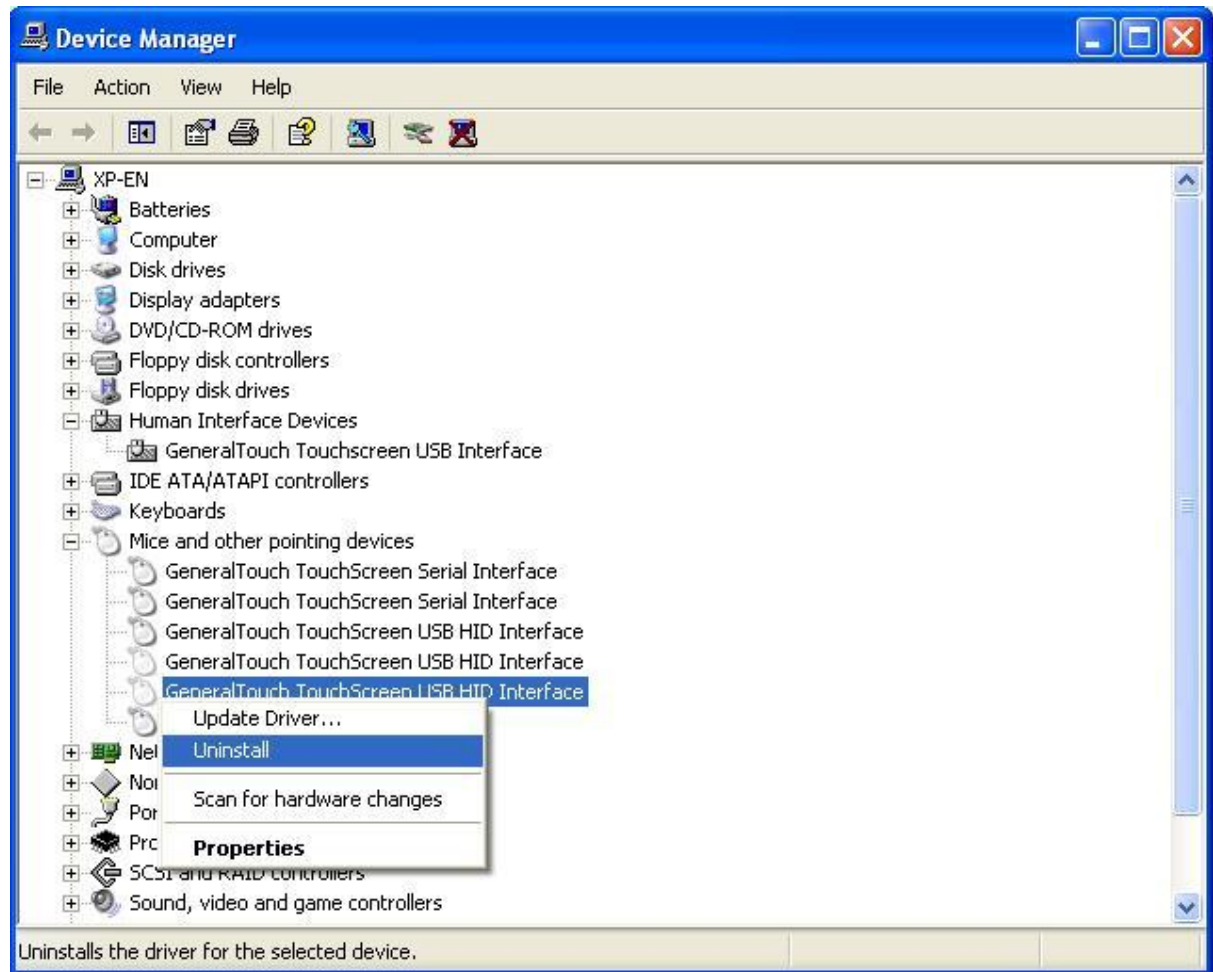 Device Manager
File Action View Help
XP-EN
Batteries
Computer
Disk drives
Display adapters
DVD/CD-ROM drives
Floppy disk controllers
Floppy disk drives
Human Interface Devices
GeneralTouch Touchscreen USB Interface
IDE ATA/ATAPI controllers
Keyboards
Mice and other pointing devices
GeneralTouch TouchScreen Serial Interface
GeneralTouch TouchScreen Serial Interface
GeneralTouch TouchScreen USB HID Interface
GeneralTouch TouchScreen USB HID Interface
GeneralTouch TouchScreen USB HID Interface
Update Driver...
Uninstall
Scan for hardware changes
Properties
SCSI and RAID controllers
Sound, video and game controllers
Uninstalls the driver for the selected device.